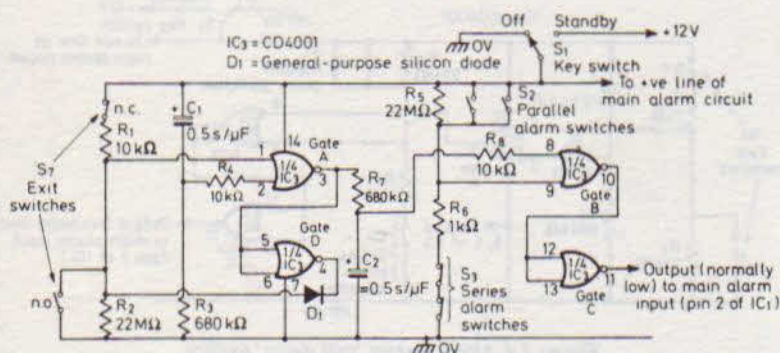 Off
Standby
+12V
0V
S1
Key switch
IC3 = CD4001
D1 = General-purpose silicon diode
To +ve line of
main alarm circuit
n.c.
R1
10kΩ
C1
+
0.5s/µF
R4
10kΩ
14
1
2
3
Gate
A
1/4
IC3
R7
680kΩ
R5
22MΩ
S2
Parallel
alarm switches
R8
10kΩ
8
9
10
1/4
IC3
Gate
B
S7
Exit
switches
Gate
D
5
6
4
7
1/4
IC3
D1
+
C2
=0.5s/µF
R6
1kΩ
S3
Series
alarm
switches
12
13
11
1/4
IC3
Gate
C
Output (normally
low) to main alarm
input (pin 2 of IC1)
n.o.
R2
22MΩ
R3
680kΩ
0V